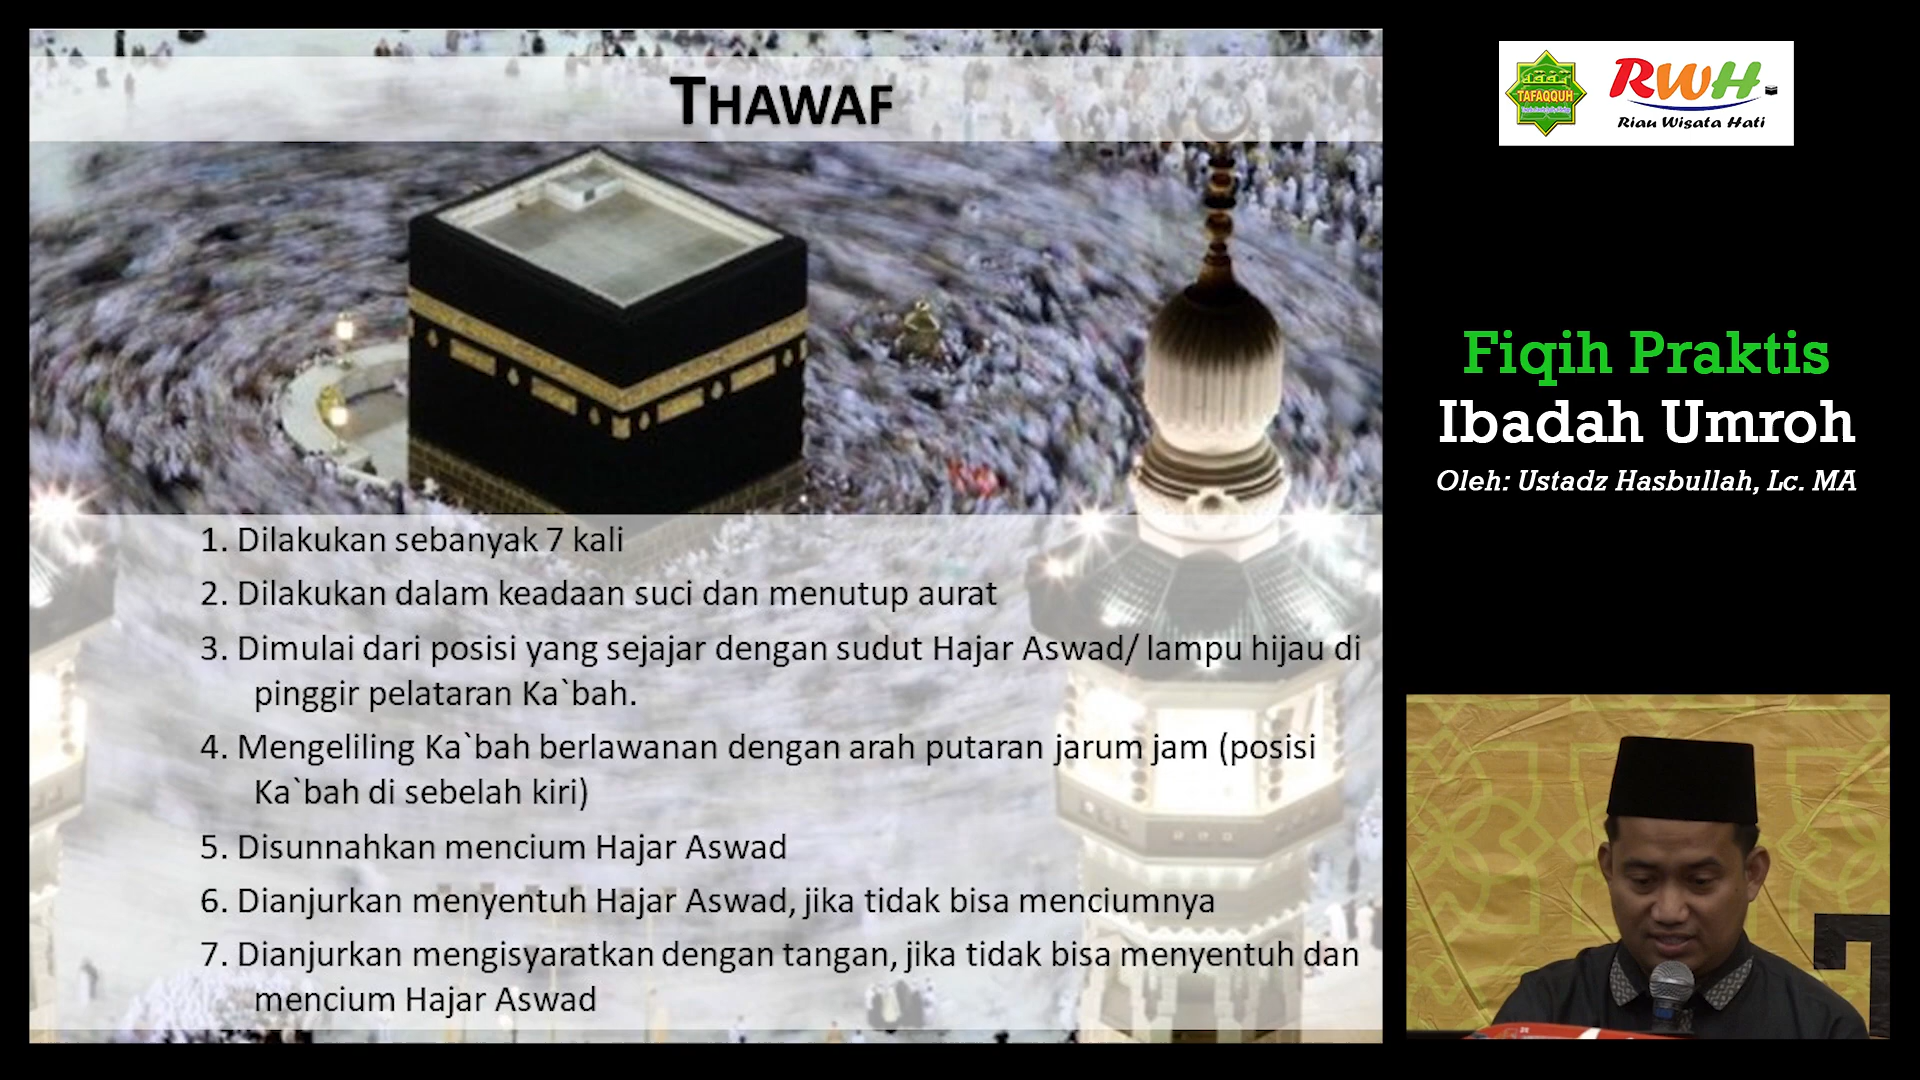 THAWAF
1. Dilakukan sebanyak 7 kali
2. Dilakukan dalam keadaan suci dan menutup aurat
3. Dimulai dari posisi yang sejajar dengan sudut Hajar Aswad/ lampu hijau di
pinggir pelataran Ka`bah.
4. Mengeliling Ka`bah berlawanan dengan arah putaran jarum jam (posisi
Ka`bah di sebelah kiri)
5. Disunnahkan mencium Hajar Aswad
6. Dianjurkan menyentuh Hajar Aswad, jika tidak bisa menciumnya
7. Dianjurkan mengisyaratkan dengan tangan, jika tidak bisa menyentuh dan
mencium Hajar Aswad
TAFAQQUH
RWH
Riau Wisata Hati
Fiqih Praktis
Ibadah Umroh
Oleh: Ustadz Hasbullah, Lc. MA